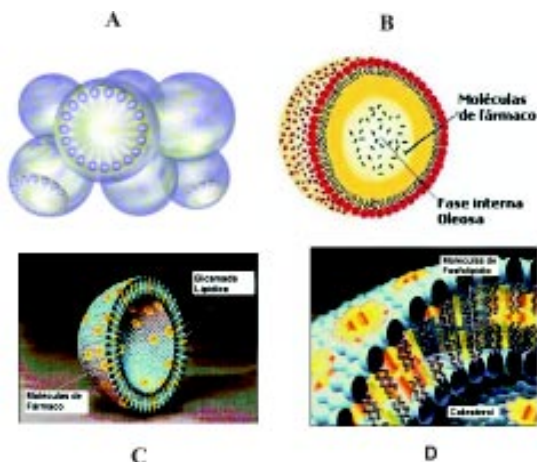 A
B
Moléculas
de fármaco
Fase interna
Oleosa
Bicamada
Lipídica
Moléculas de
Fármaco
Moléculas de
Fosfolipídio
Colesterol
C
D